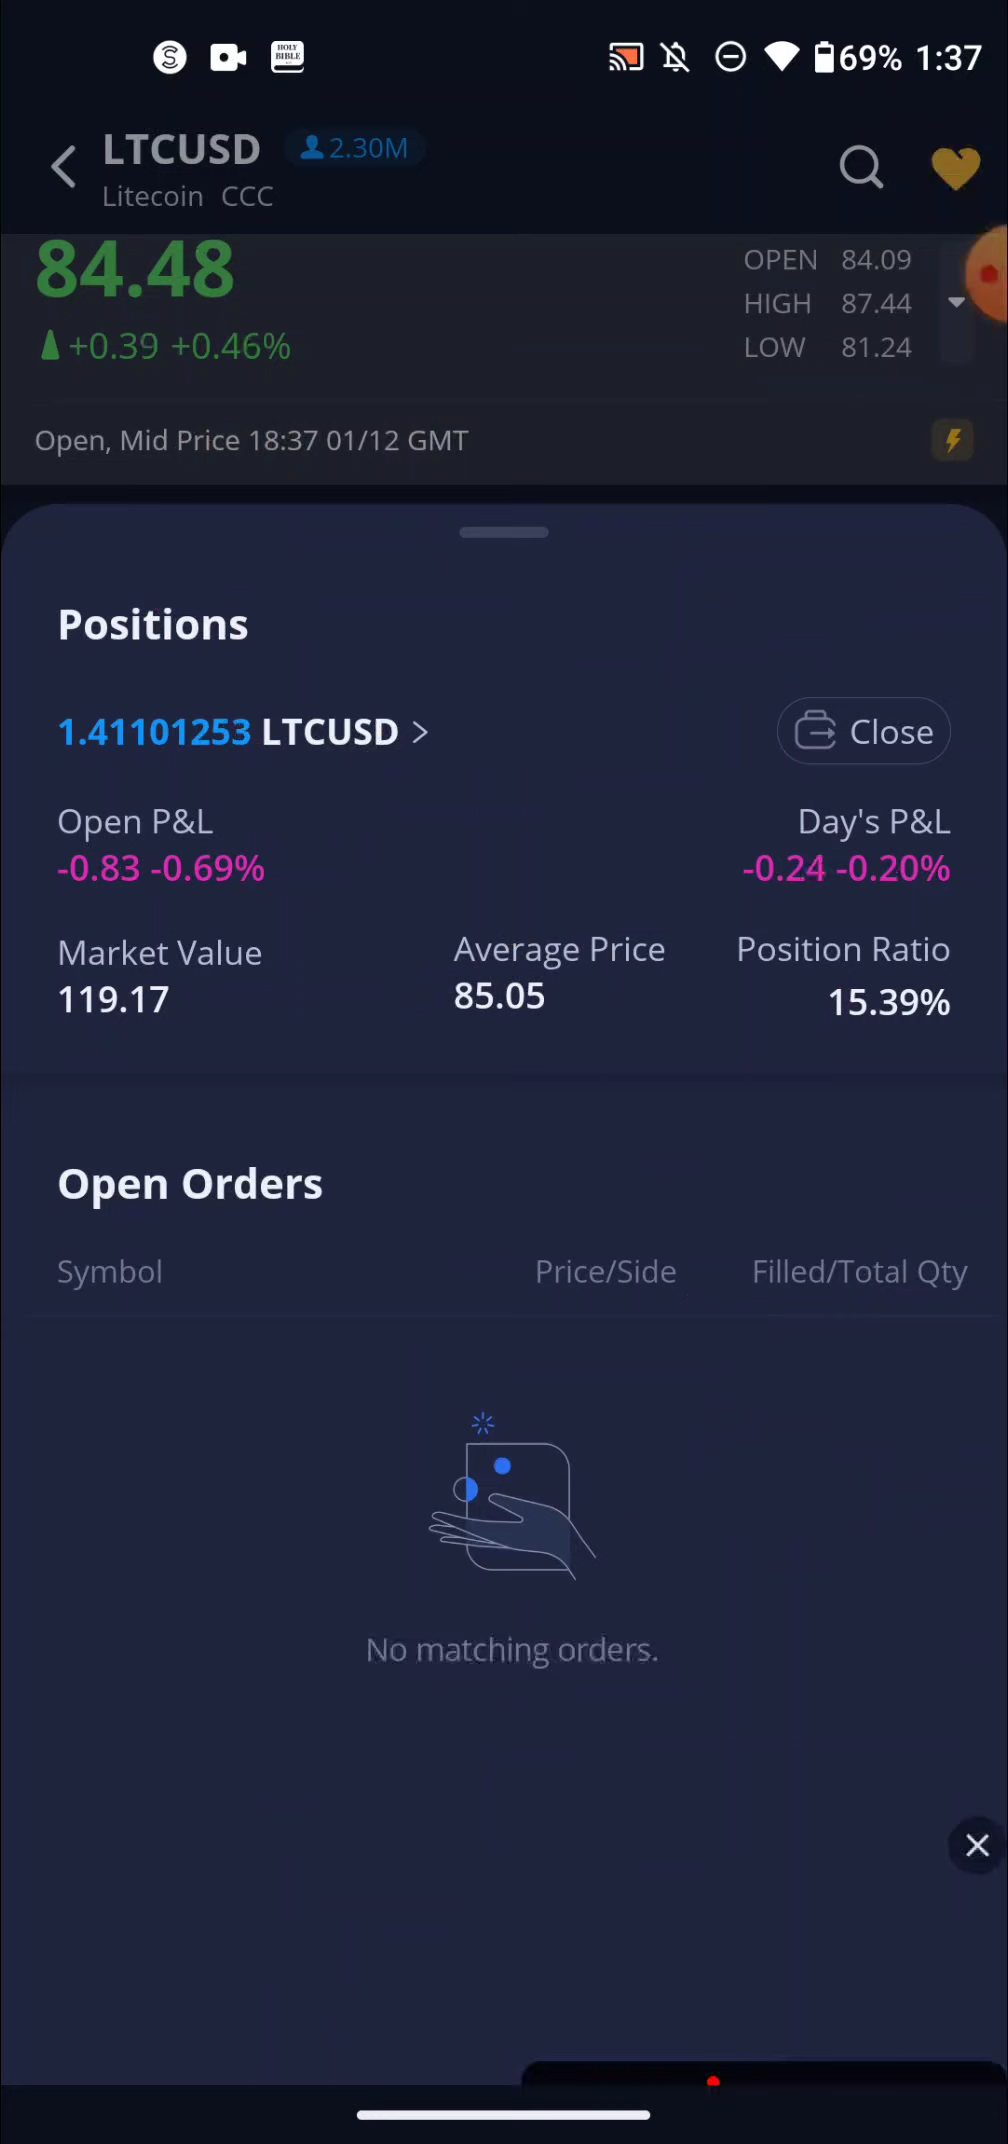 HOLY
BIBLE
69% 1:37
LTCUSD 2.30M
Litecoin CCC
84.48
+0.39 +0.46%
OPEN 84.09
HIGH 87.44
LOW 81.24
Open, Mid Price 18:37 01/12 GMT
Positions
1.41101253 LTCUSD >
Close
Open P&L
-0.83 -0.69%
Day's P&L
-0.24 -0.20%
Market Value
119.17
Average Price
85.05
Position Ratio
15.39%
Open Orders
Symbol Price/Side Filled/Total Qty
No matching orders.